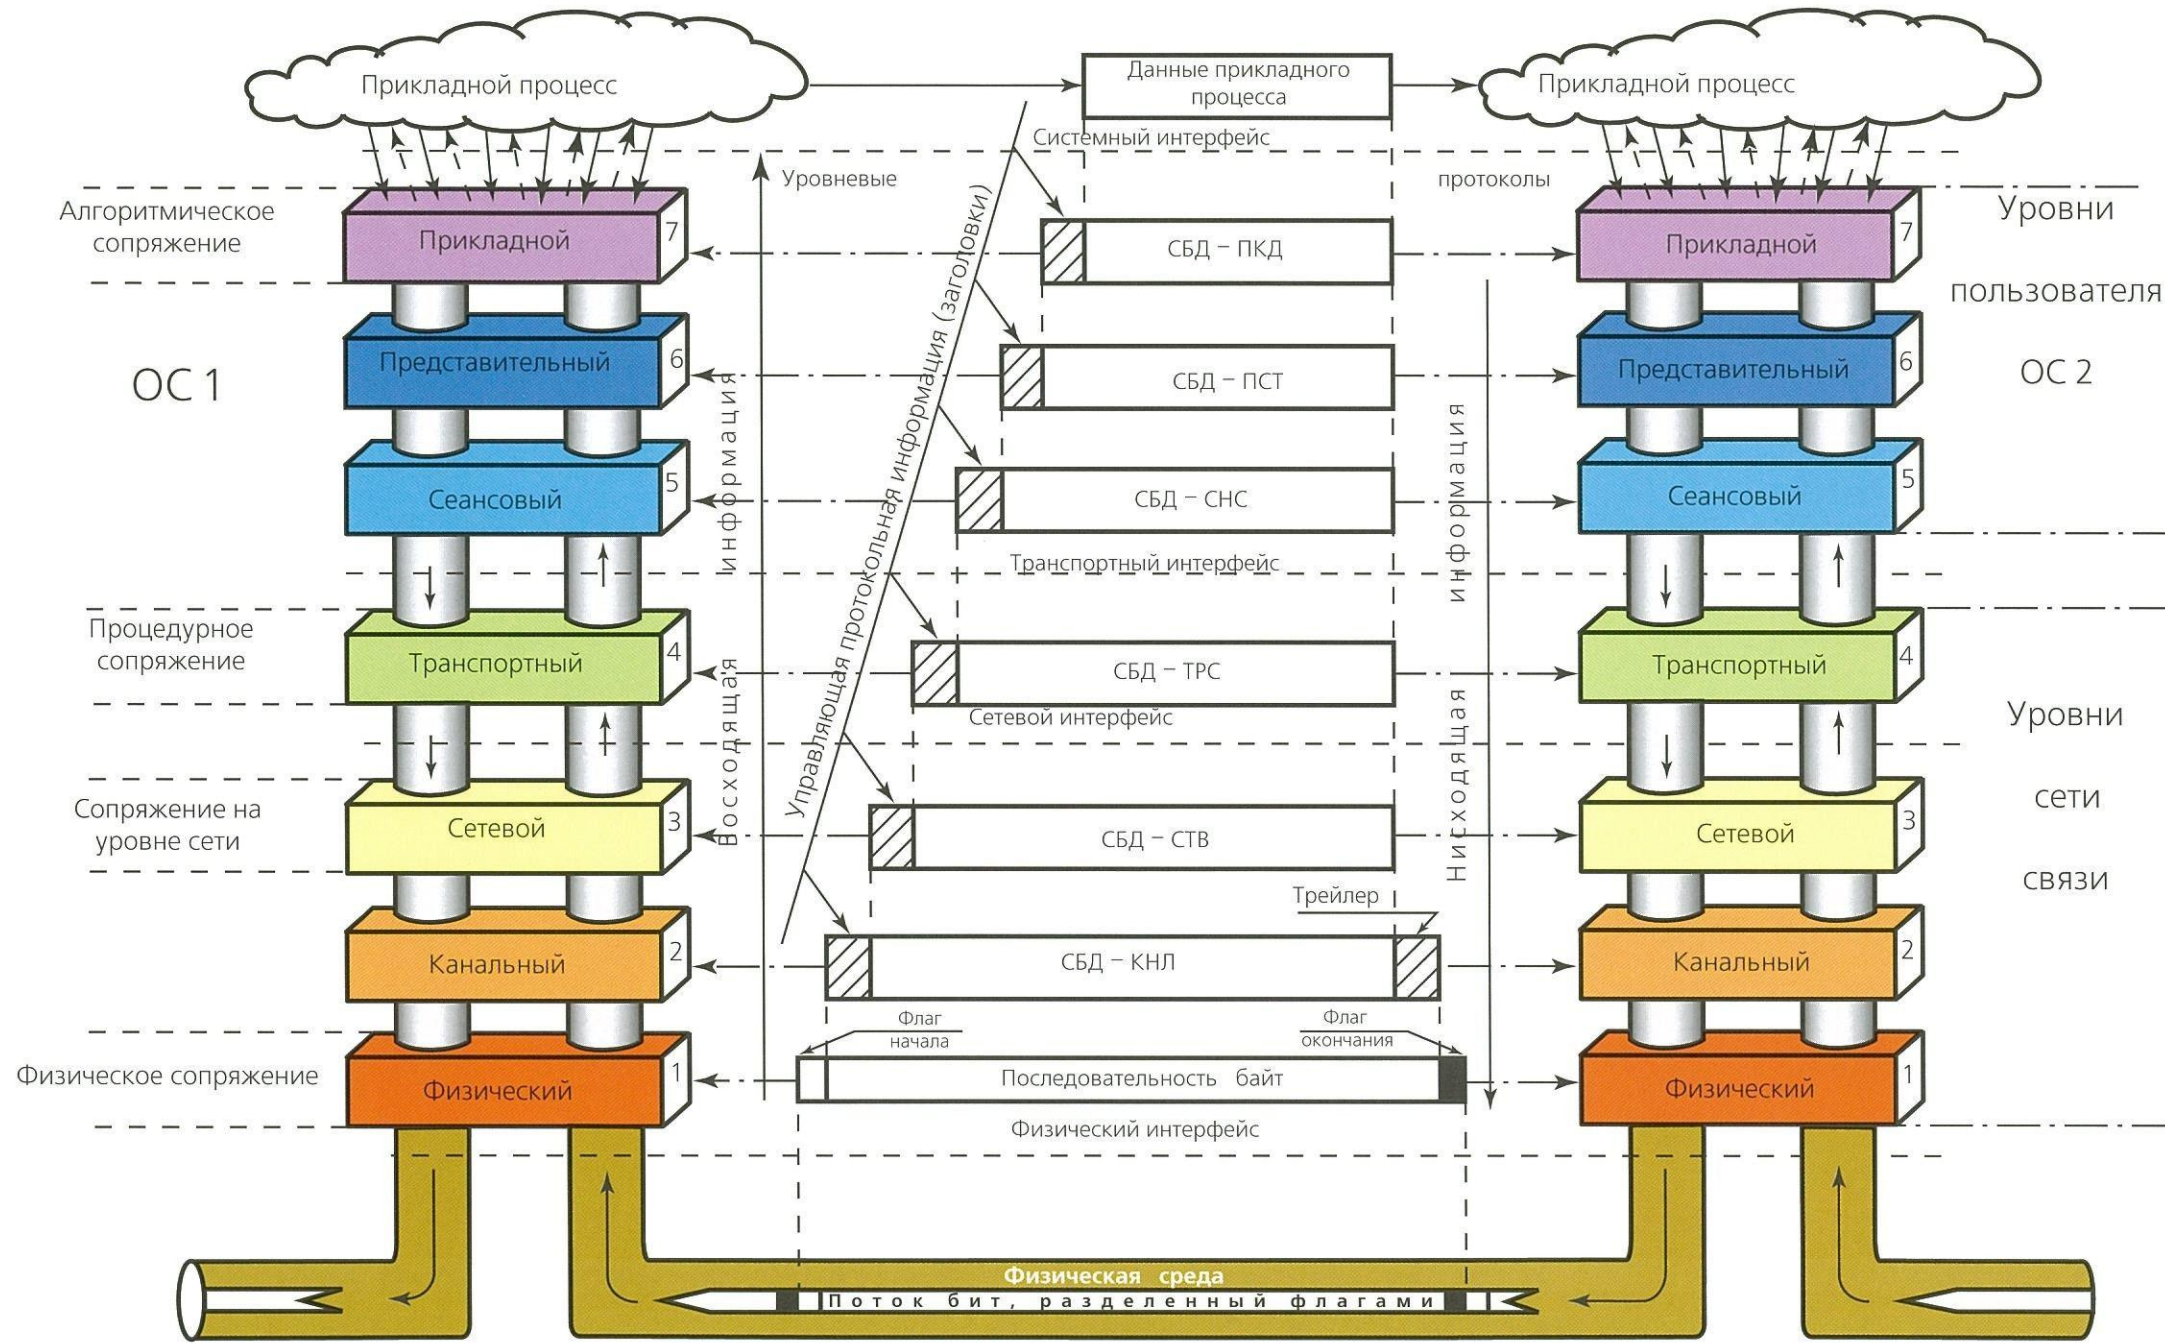 Прикладной процесс
Данные прикладного
процесса
Прикладной процесс
Системный интерфейс
Уровневые
протоколы
Алгоритмическое
сопряжение
Прикладной
7
СБД – ПКД
Прикладной
7
Уровни
пользователя
ОС 1
Представительный
6
СБД – ПСТ
Представительный
6
ОС 2
Сеансовый
5
СБД – СНС
Сеансовый
5
Восходящая информация
Управляющая протокольная информация (заголовки)
Нисходящая информация
Транспортный интерфейс
Процедурное
сопряжение
Транспортный
4
СБД – ТРС
Транспортный
4
Сетевой интерфейс
Уровни
сети
связи
Сопряжение на
уровне сети
Сетевой
3
СБД – СТВ
Сетевой
3
Трейлер
Канальный
2
СБД – КНЛ
Канальный
2
Флаг
начала
Флаг
окончания
Физическое сопряжение
Физический
1
Последовательность байт
Физический
1
Физический интерфейс
Физическая среда
Поток бит, разделенный флагами